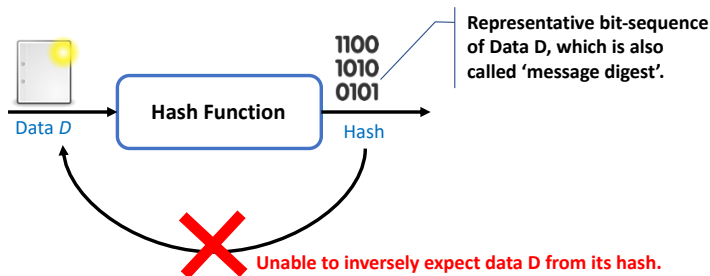 Representative bit-sequence
of Data D, which is also
called ‘message digest’.
1100
1010
0101
Hash Function
Data D
Hash
Unable to inversely expect data D from its hash.